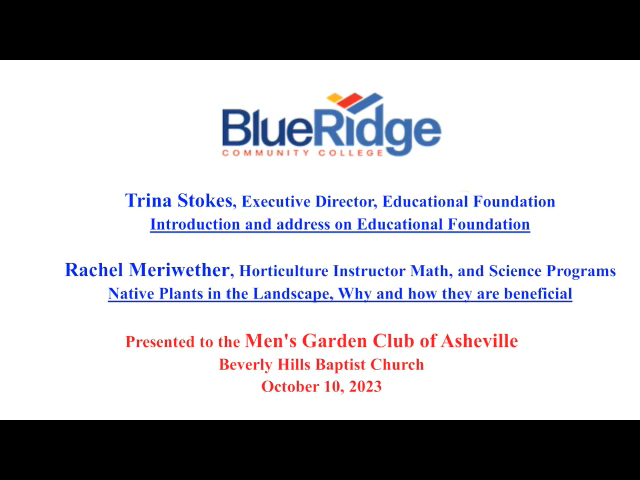 BlueRidge
COMMUNITY COLLEGE
Trina Stokes, Executive Director, Educational Foundation
Introduction and address on Educational Foundation
Rachel Meriwether, Horticulture Instructor Math, and Science Programs
Native Plants in the Landscape, Why and how they are beneficial
Presented to the Men's Garden Club of Asheville
Beverly Hills Baptist Church
October 10, 2023